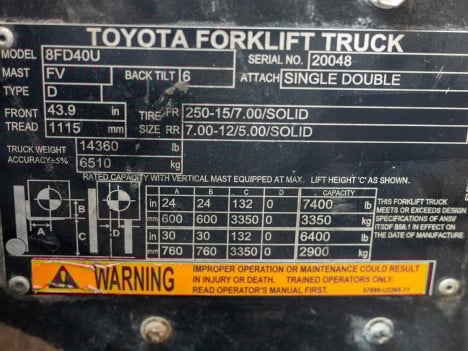 TOYOTA FORKLIFT TRUCK
MODEL 8FD40U SERIAL NO. 20048
MAST FV BACK TILT 6 ATTACH SINGLE DOUBLE
TYPE D
FRONT 43.9 in TIRE FR 250-15/7.00/SOLID
TREAD 1115 mm SIZE RR 7.00-12/5.00/SOLID
TRUCK WEIGHT 14360 lb
ACCURACY±5% 6510 kg
RATED CAPACITY WITH VERTICAL MAST EQUIPPED AT MAX. LIFT HEIGHT 'C' AS SHOWN.
A B C D CAPACITY
in 24 24 132 0 7400 lb
mm 600 600 3350 0 3350 kg
in 30 30 132 0 6400 lb
mm 760 760 3350 0 2900 kg
A B C D
THIS FORKLIFT TRUCK
MEETS OR EXCEEDS DESIGN
SPECIFICATIONS OF ANSI
ITSDF B56.1 IN EFFECT ON
THE DATE OF MANUFACTURE
WARNING
IMPROPER OPERATION OR MAINTENANCE COULD RESULT
IN INJURY OR DEATH. TRAINED OPERATORS ONLY.
READ OPERATOR'S MANUAL FIRST.